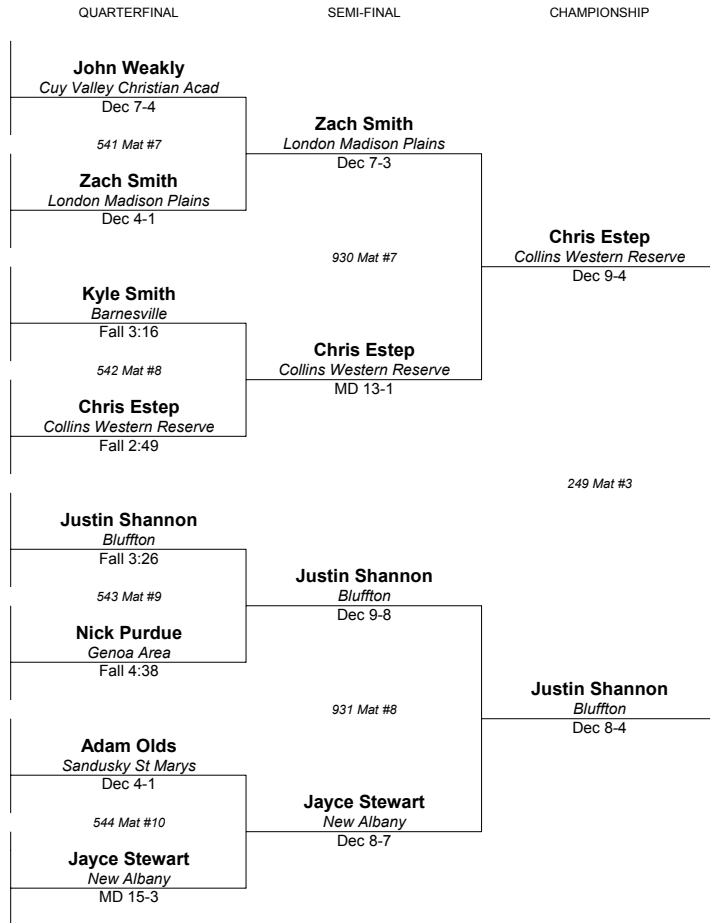 QUARTERFINAL SEMI-FINAL CHAMPIONSHIP
John Weakly
Cuy Valley Christian Acad
Dec 7-4
541 Mat #7
Zach Smith
London Madison Plains
Dec 4-1
Kyle Smith
Barnesville
Fall 3:16
542 Mat #8
Chris Estep
Collins Western Reserve
Fall 2:49
Justin Shannon
Bluffton
Fall 3:26
543 Mat #9
Nick Purdue
Genoa Area
Fall 4:38
Adam Olds
Sandusky St Marys
Dec 4-1
544 Mat #10
Jayce Stewart
New Albany
MD 15-3
Zach Smith
London Madison Plains
Dec 7-3
930 Mat #7
Chris Estep
Collins Western Reserve
MD 13-1
Justin Shannon
Bluffton
Dec 9-8
931 Mat #8
Jayce Stewart
New Albany
Dec 8-7
Chris Estep
Collins Western Reserve
Dec 9-4
249 Mat #3
Justin Shannon
Bluffton
Dec 8-4